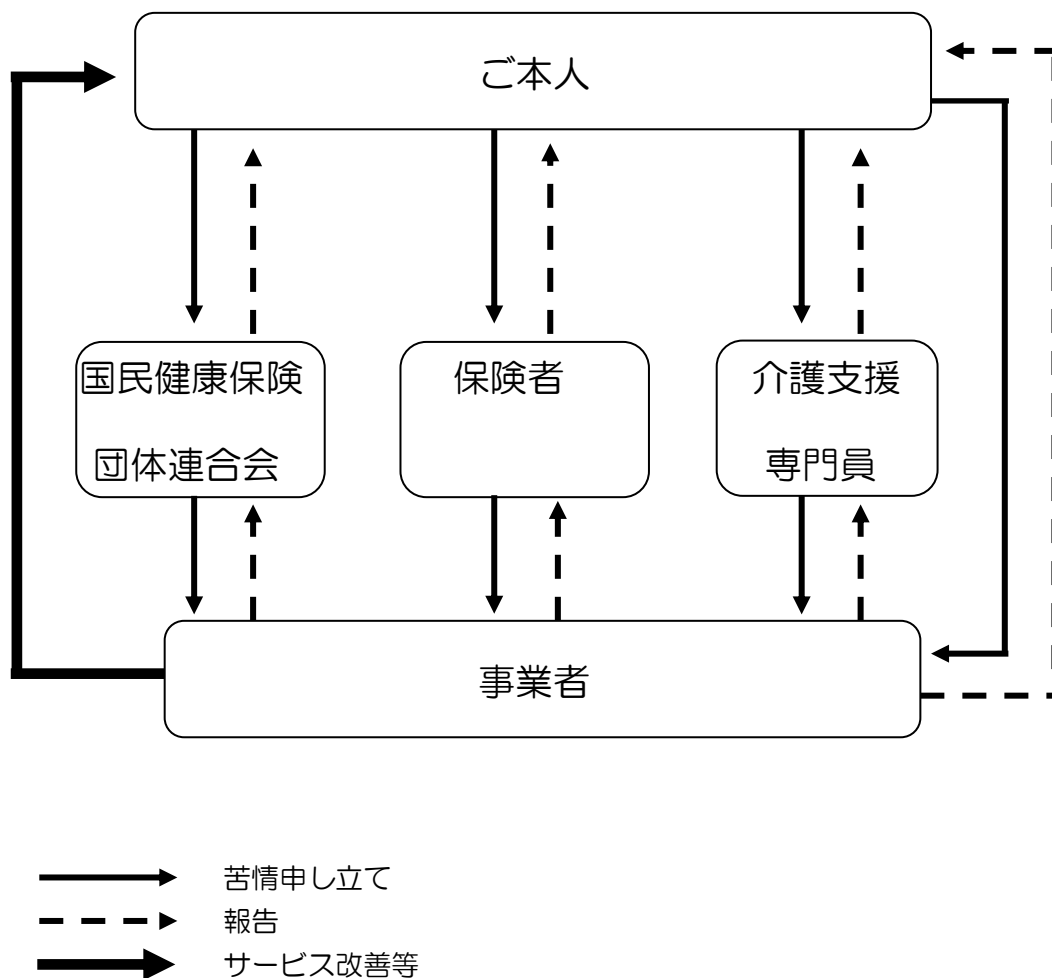 ご本人
国民健康保険
団体連合会
保険者
介護支援
専門員
事業者
苦情申し立て
報告
サービス改善等